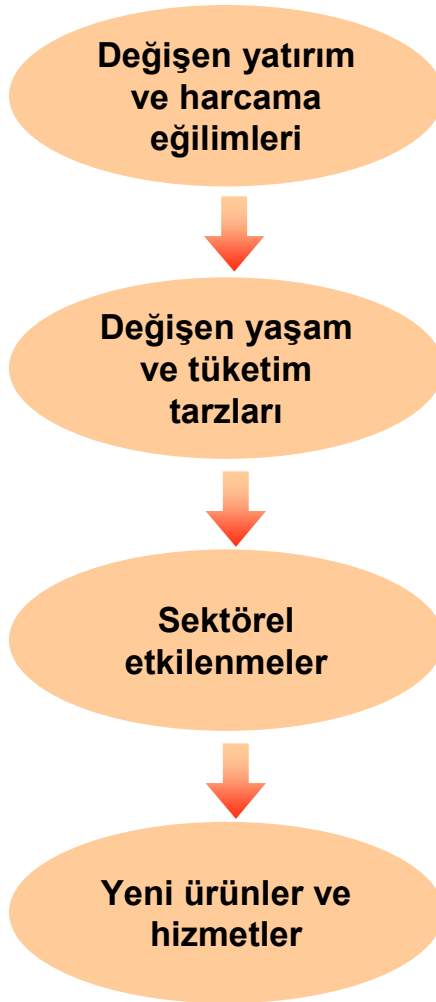 Değişen yatırım
ve harcama
eğilimleri
Değişen yaşam
ve tüketim
tarzları
Sektörel
etkilenmeler
Yeni ürünler ve
hizmetler